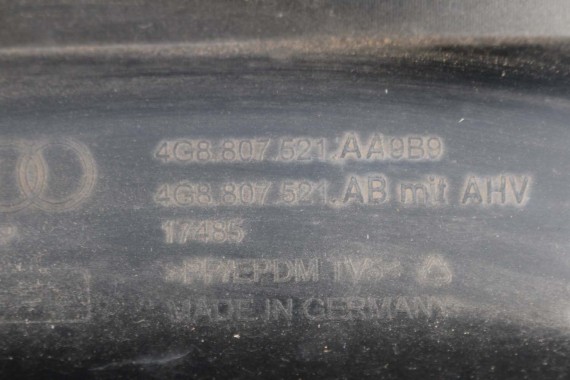 4G8.807.521.AA9B9
4G8.807.521.AB mit AHV
17485
>PP/EPDM TV5<
MADE IN GERMANY